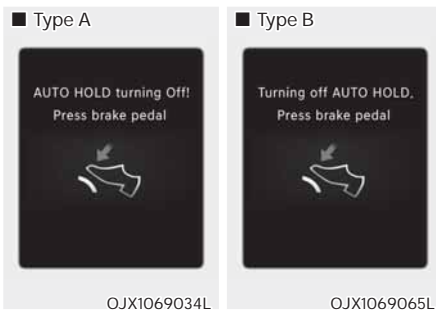 ■ Type A
AUTO HOLD turning Off!
Press brake pedal
OJX1069034L
■ Type B
Turning off AUTO HOLD,
Press brake pedal
OJX1069065L